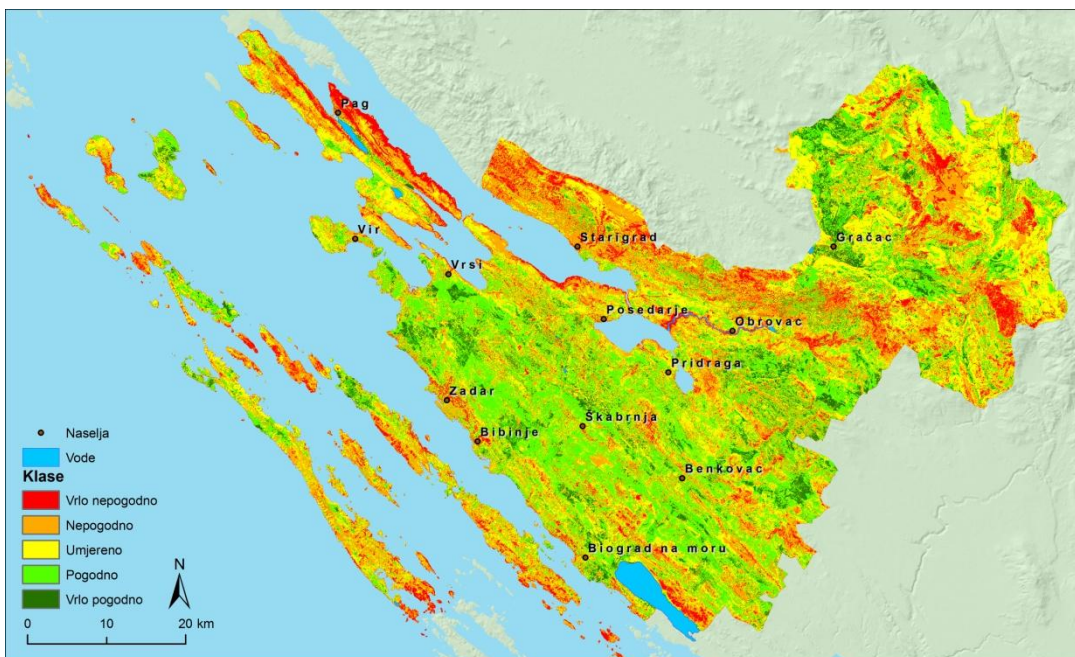 Pag
Vir
Starigrad
Gračac
Vrsi
Posedarje
Obrovac
Pridraga
Zadar
Škabrnja
Bibinje
Benkovac
Biograd na moru
Naselja
Vode
Klase
Vrlo nepogodno
Nepogodno
Umjereno
Pogodno
Vrlo pogodno
N
0 10 20 km